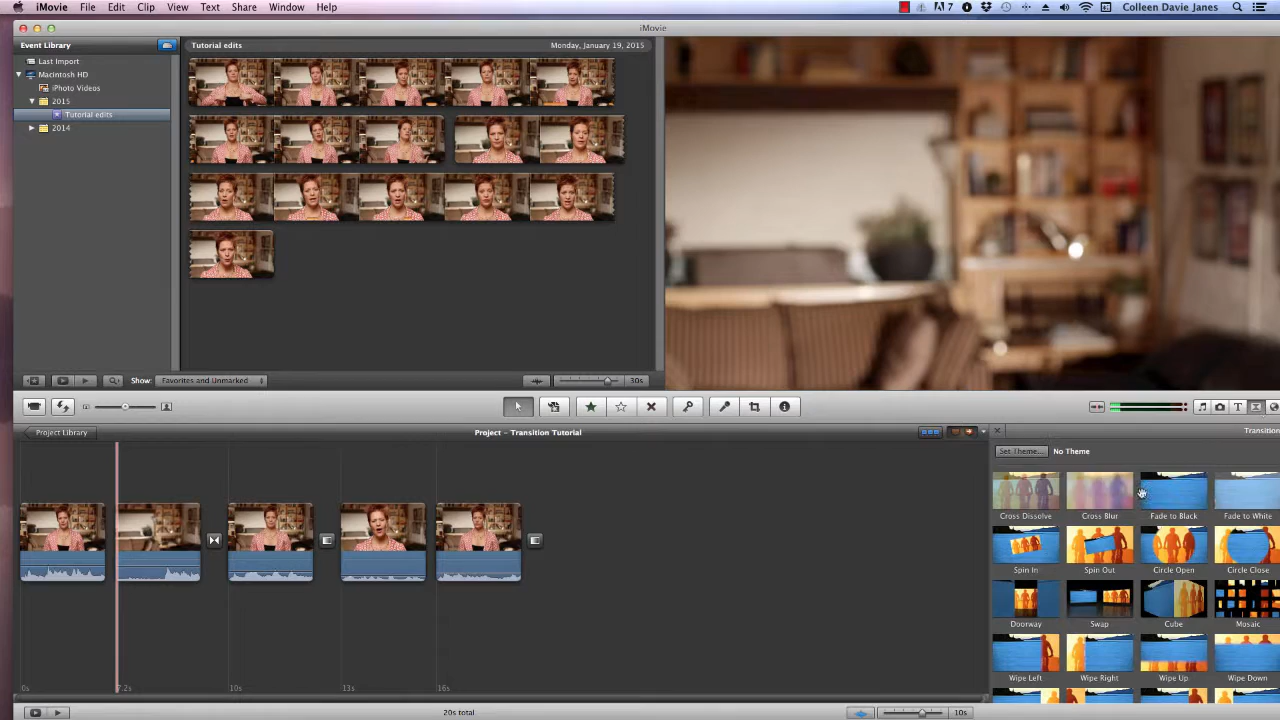 iMovie File Edit Clip View Text Share Window Help 7 Colleen Davie Janes
iMovie
Event Library
Tutorial edits Monday, January 19, 2015
Last Import
Macintosh HD
iPhoto Videos
2015
Tutorial edits
2014
Show: Favorites and Unmarked 30s
Project Library Project – Transition Tutorial Transition
Set Theme... No Theme
Cross Dissolve Cross Blur Fade to Black Fade to White
Spin In Spin Out Circle Open Circle Close
Doorway Swap Cube Mosaic
Wipe Left Wipe Right Wipe Up Wipe Down
0s 7.2s 10s 13s 16s
20s total 10s